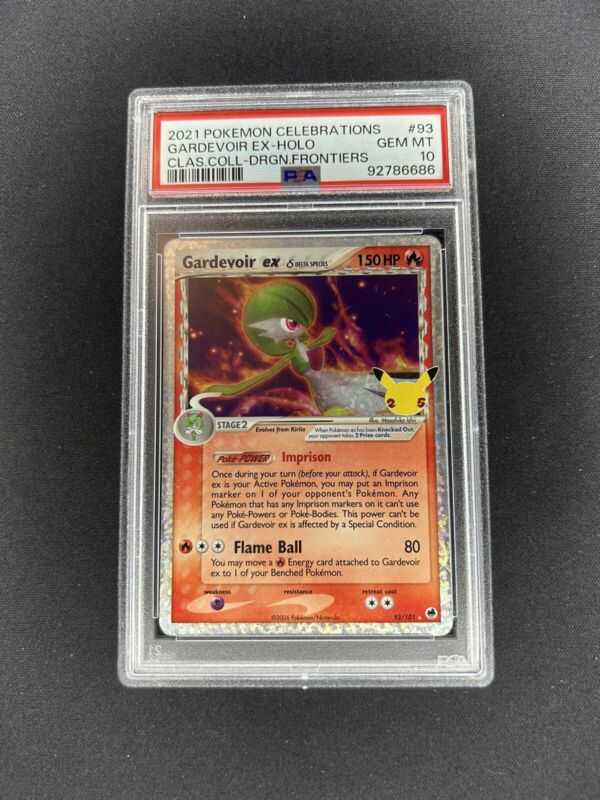 2021 POKEMON CELEBRATIONS #93
GARDEVOIR EX-HOLO GEM MT
CLAS.COLL-DRGN.FRONTIERS 10
PSA 92786686
Gardevoir ex δ DELTA SPECIES 150 HP
25
Illus. Masahiko Ishii
STAGE 2
Evolves from Kirlia
When Pokémon ex has been Knocked Out,
your opponent takes 2 Prize cards.
Poké-POWER Imprison
Once during your turn (before your attack), if Gardevoir
ex is your Active Pokémon, you may put an Imprison
marker on 1 of your opponent's Pokémon. Any
Pokémon that has any Imprison markers on it can't use
any Poké-Powers or Poké-Bodies. This power can't be
used if Gardevoir ex is affected by a Special Condition.
Flame Ball 80
You may move a Energy card attached to Gardevoir
ex to 1 of your Benched Pokémon.
weakness resistance retreat cost
©2006 Pokémon/Nintendo 93/101